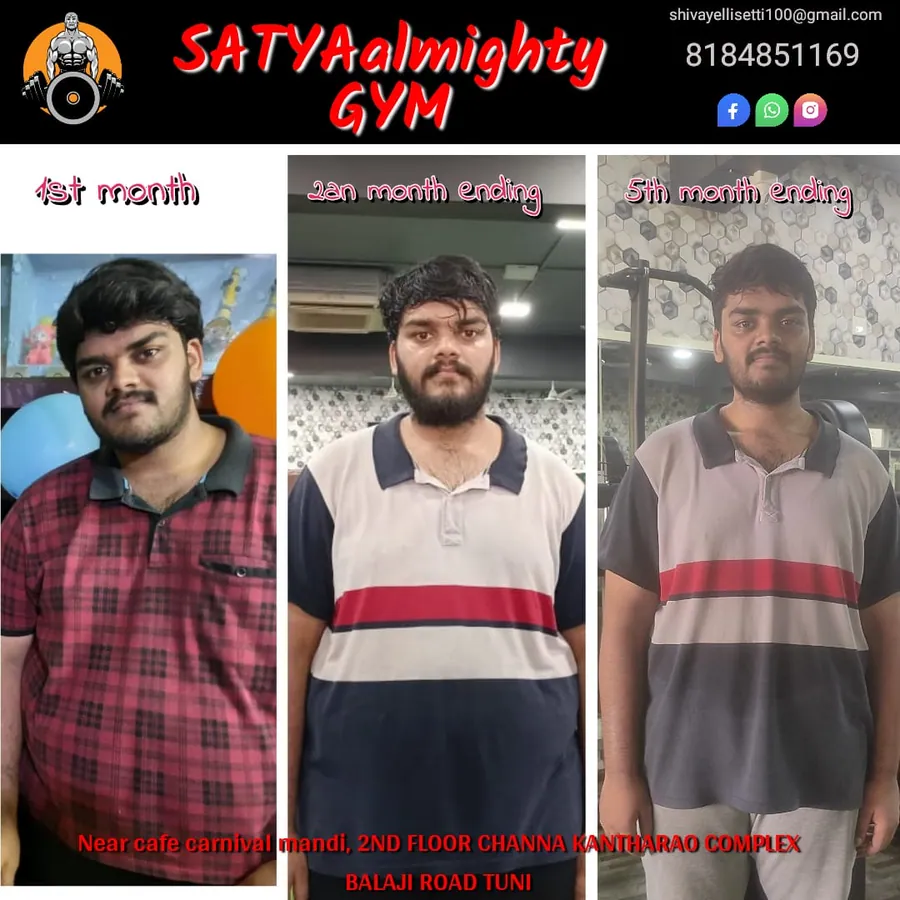 SATYAalmighty
GYM
shivayellisetti100@gmail.com
8184851169
1st month
2an month ending
5th month ending
Near cafe carnival mandi, 2ND FLOOR CHANNA KANTHARAO COMPLEX
BALAJI ROAD TUNI